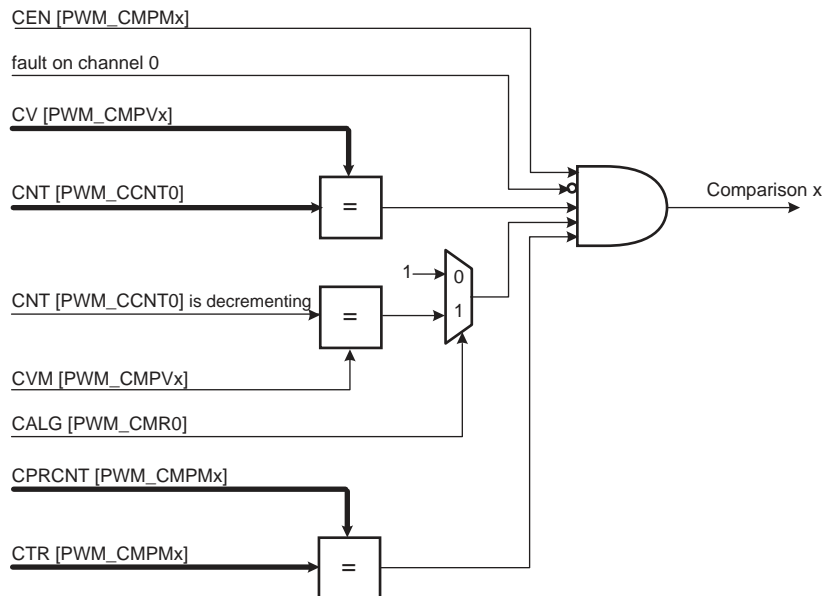 CEN [PWM_CMPMx]
fault on channel 0
CV [PWM_CMPVx]
CNT [PWM_CCNT0]
=
Comparison x
1
0
1
CNT [PWM_CCNT0] is decrementing
=
CVM [PWM_CMPVx]
CALG [PWM_CMR0]
CPRCNT [PWM_CMPMx]
CTR [PWM_CMPMx]
=